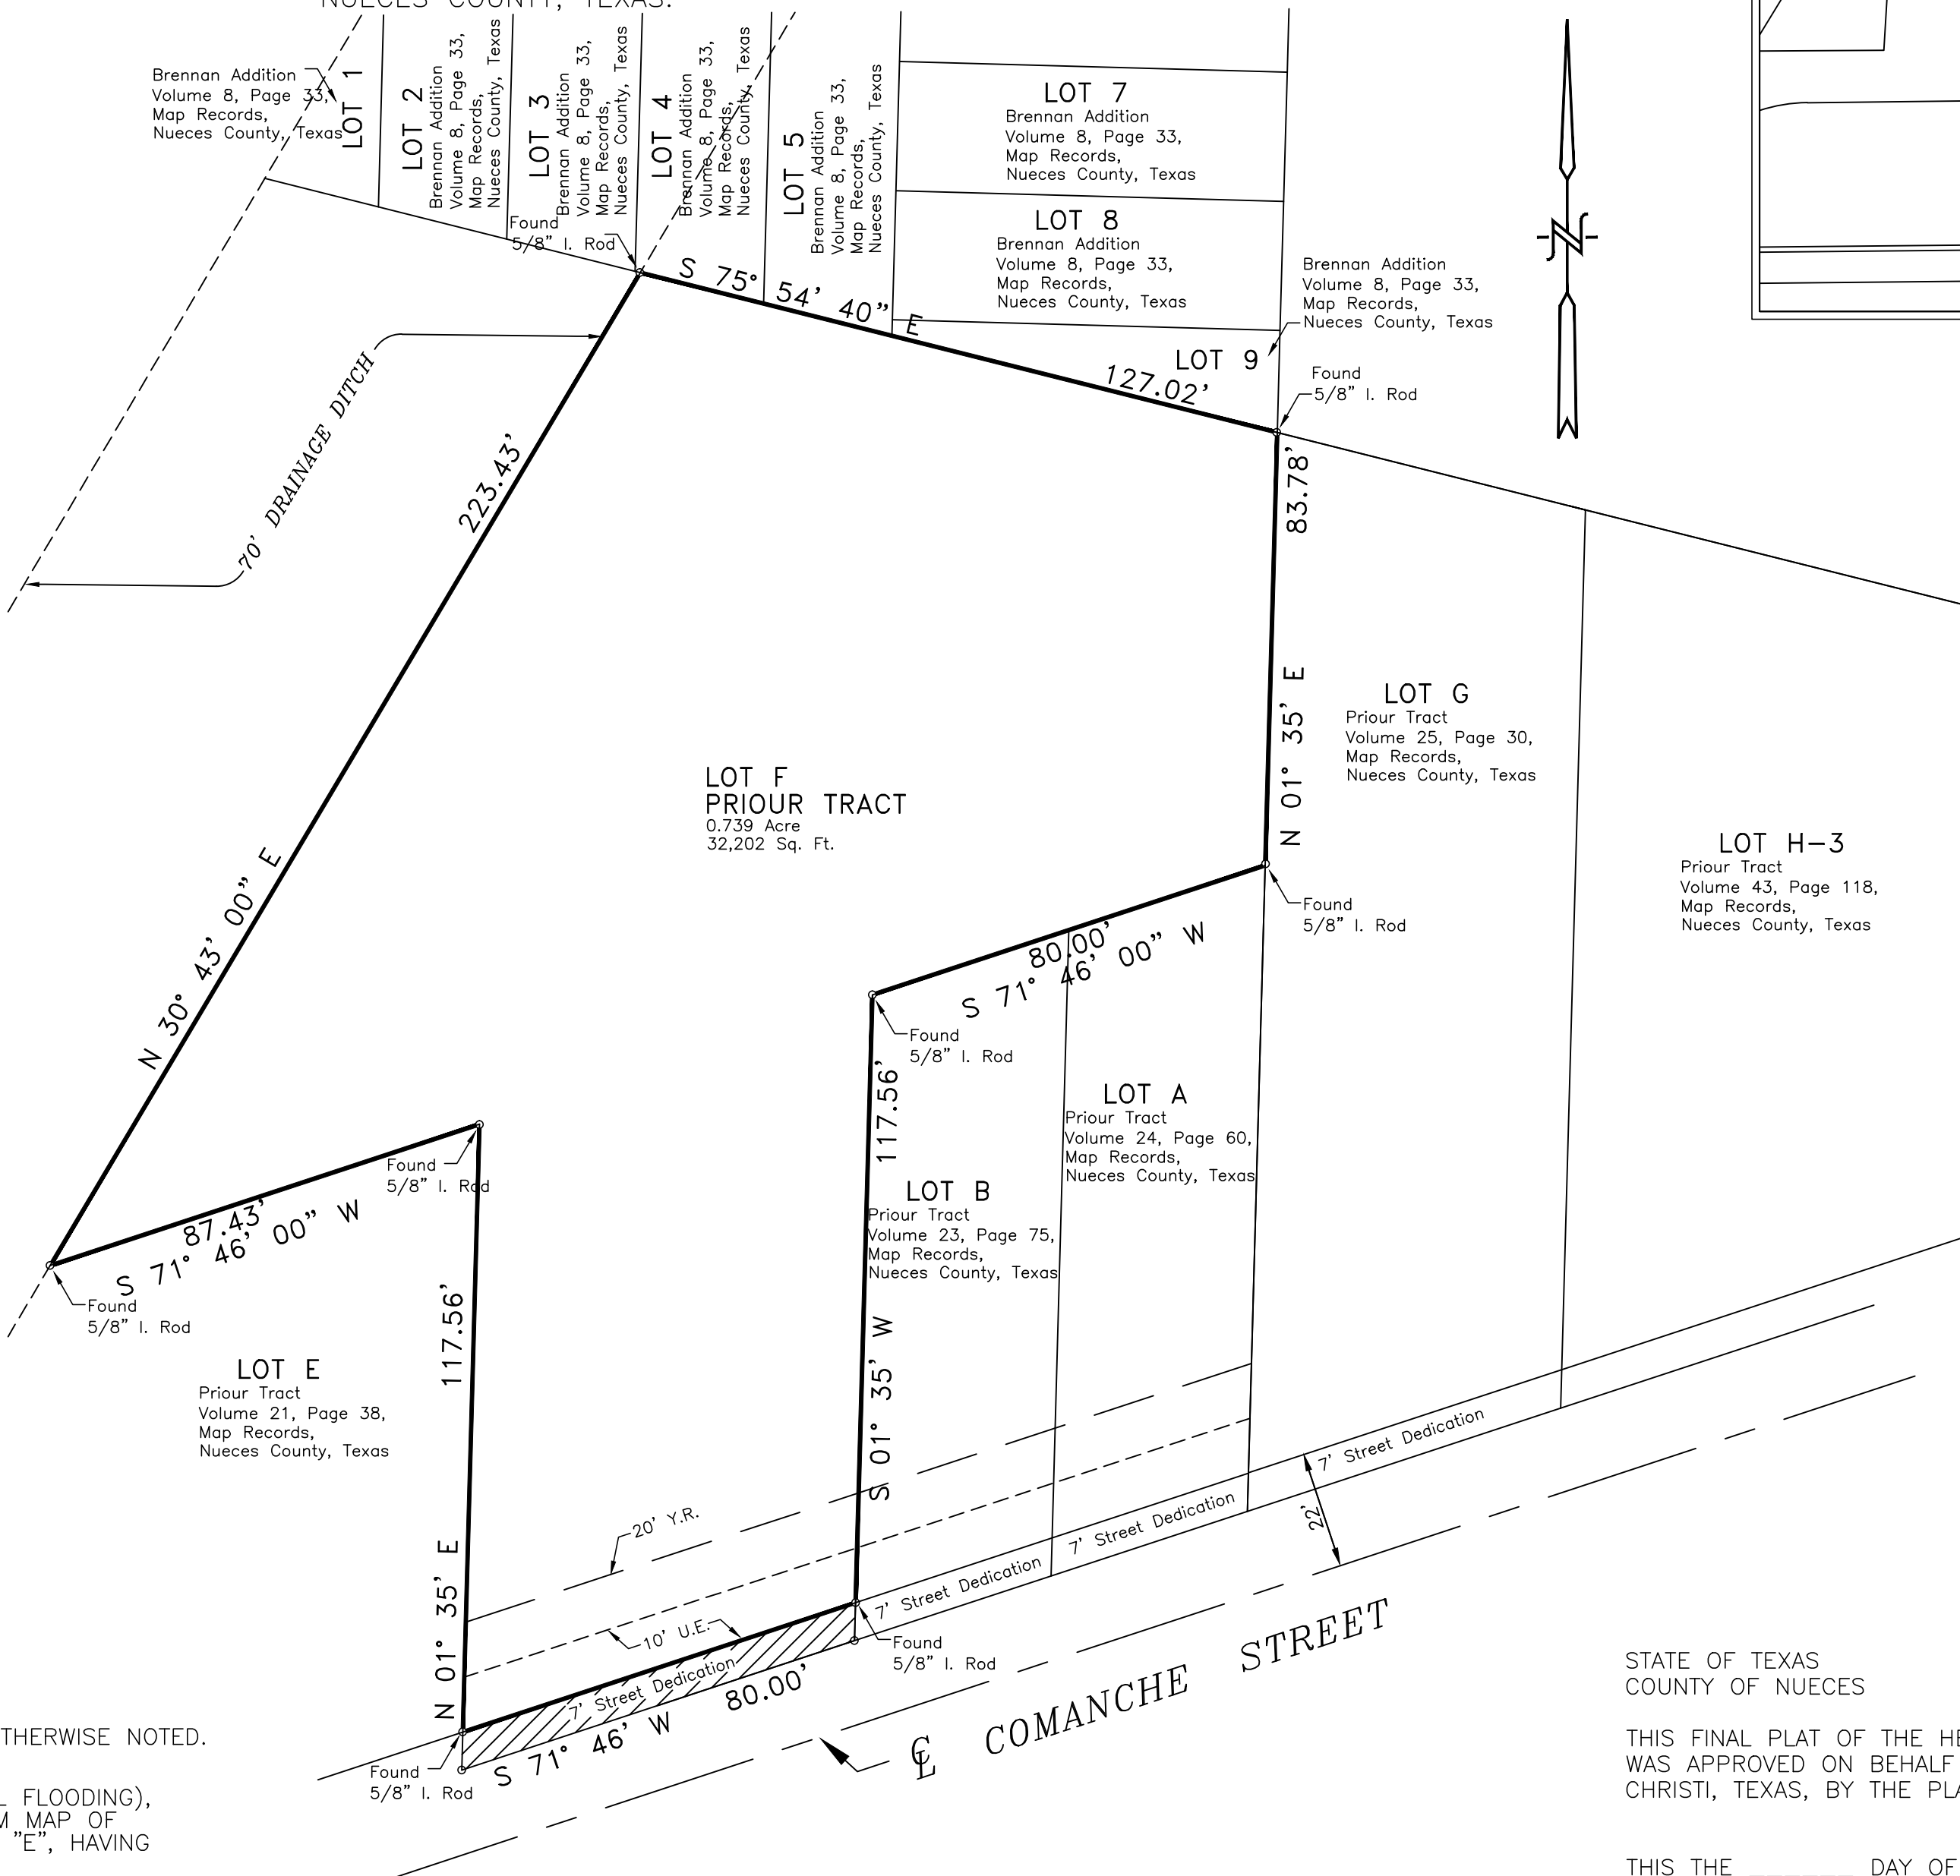 NUECES COUNTY, TEXAS.
Brennan Addition
Volume 8, Page 33,
Map Records,
Nueces County, Texas
LOT 1
LOT 2
Brennan Addition
Volume 8, Page 33,
Map Records,
Nueces County, Texas
LOT 3
Brennan Addition
Volume 8, Page 33,
Map Records,
Nueces County, Texas
LOT 4
Brennan Addition
Volume 8, Page 33,
Map Records,
Nueces County, Texas
LOT 5
Brennan Addition
Volume 8, Page 33,
Map Records,
Nueces County, Texas
LOT 7
Brennan Addition
Volume 8, Page 33,
Map Records,
Nueces County, Texas
LOT 8
Brennan Addition
Volume 8, Page 33,
Map Records,
Nueces County, Texas
Brennan Addition
Volume 8, Page 33,
Map Records,
Nueces County, Texas
LOT 9
N
Found
5/8" I. Rod
S 75° 54' 40" E
127.02'
Found
5/8" I. Rod
70' DRAINAGE DITCH
223.43'
N 30° 43' 00" E
83.78'
N 01° 35' E
LOT G
Priour Tract
Volume 25, Page 30,
Map Records,
Nueces County, Texas
LOT F
PRIOUR TRACT
0.739 Acre
32,202 Sq. Ft.
LOT H-3
Priour Tract
Volume 43, Page 118,
Map Records,
Nueces County, Texas
Found
5/8" I. Rod
80.00'
S 71° 46' 00" W
Found
5/8" I. Rod
117.56'
S 01° 35' W
LOT A
Priour Tract
Volume 24, Page 60,
Map Records,
Nueces County, Texas
LOT B
Priour Tract
Volume 23, Page 75,
Map Records,
Nueces County, Texas
Found
5/8" I. Rod
87.43'
S 71° 46' 00" W
Found
5/8" I. Rod
117.56'
N 01° 35' E
LOT E
Priour Tract
Volume 21, Page 38,
Map Records,
Nueces County, Texas
20' Y.R.
10' U.E.
7' Street Dedication
7' Street Dedication
7' Street Dedication
7' Street Dedication
22'
S 71° 46' W 80.00'
Found
5/8" I. Rod
Found
5/8" I. Rod
CL COMANCHE STREET
THERWISE NOTED.
L FLOODING),
M MAP OF
"E", HAVING
STATE OF TEXAS
COUNTY OF NUECES
THIS FINAL PLAT OF THE HE
WAS APPROVED ON BEHALF
CHRISTI, TEXAS, BY THE PLA
THIS THE ______ DAY OF